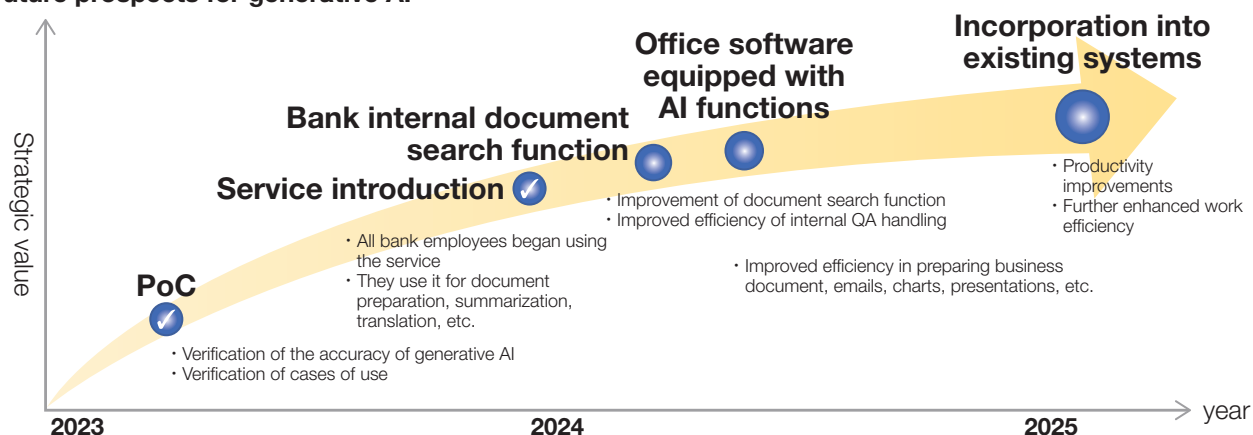 uture prospects for generative AI
Incorporation into
existing systems
Office software
equipped with
AI functions
Bank internal document
search function
Service introduction
PoC
Strategic value
・Productivity
improvements
・Further enhanced work
efficiency
・Improvement of document search function
・Improved efficiency of internal QA handling
・All bank employees began using
the service
・They use it for document
preparation, summarization,
translation, etc.
・Improved efficiency in preparing business
document, emails, charts, presentations, etc.
・Verification of the accuracy of generative AI
・Verification of cases of use
year
2023
2024
2025